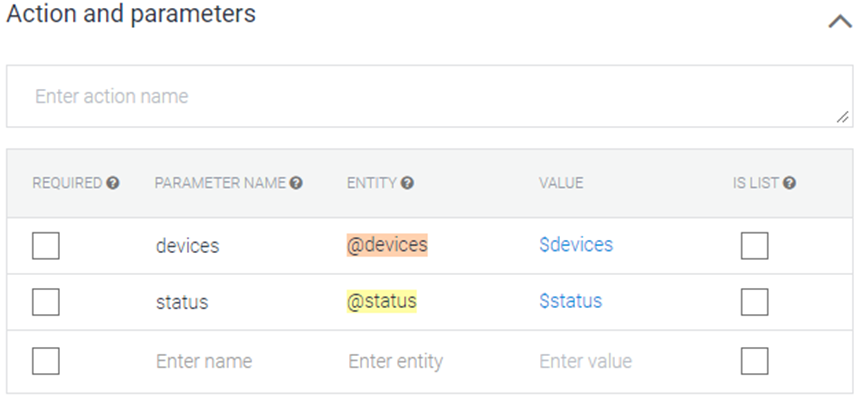 Action and parameters
Enter action name
REQUIRED PARAMETER NAME ENTITY VALUE IS LIST
devices @devices $devices
status @status $status
Enter name Enter entity Enter value